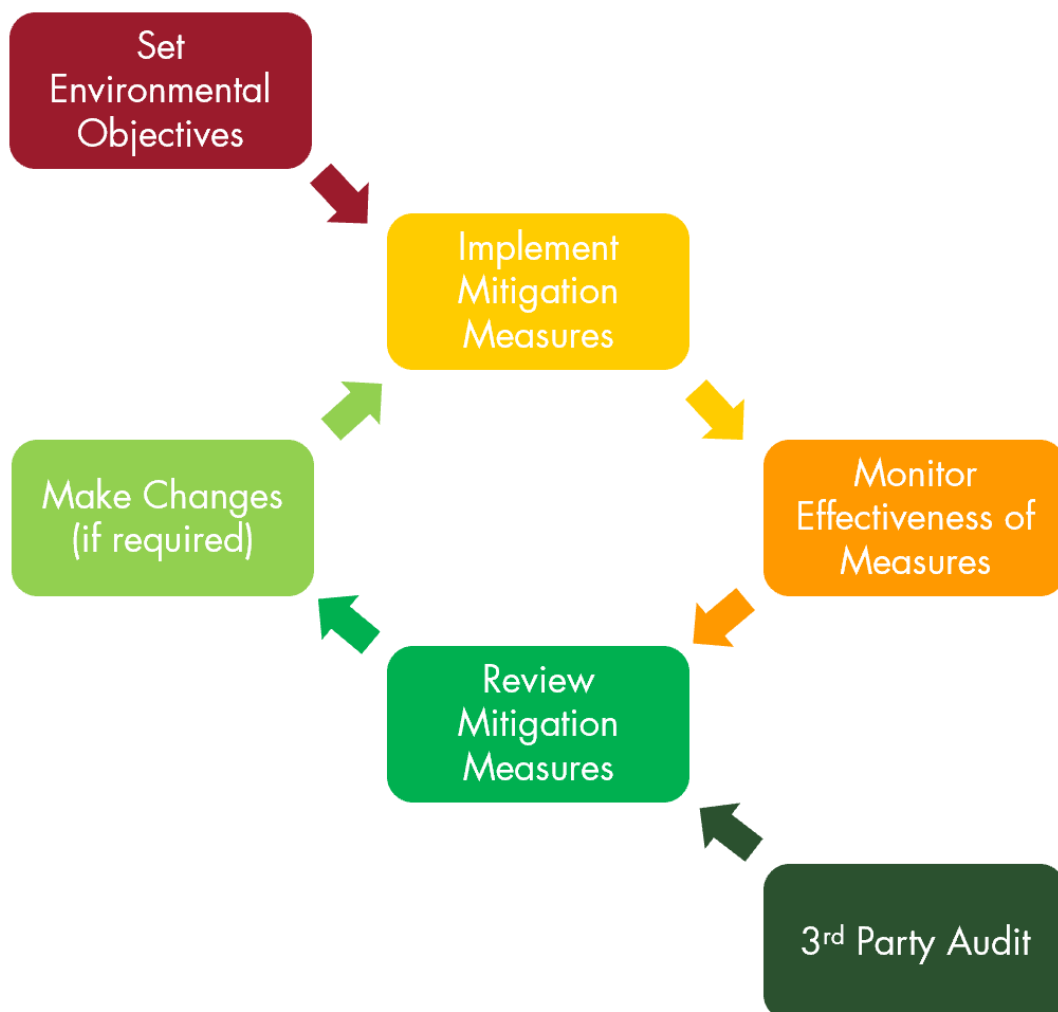 Set
Environmental
Objectives
Implement
Mitigation
Measures
Monitor
Effectiveness of
Measures
Make Changes
(if required)
Review
Mitigation
Measures
3rd Party Audit